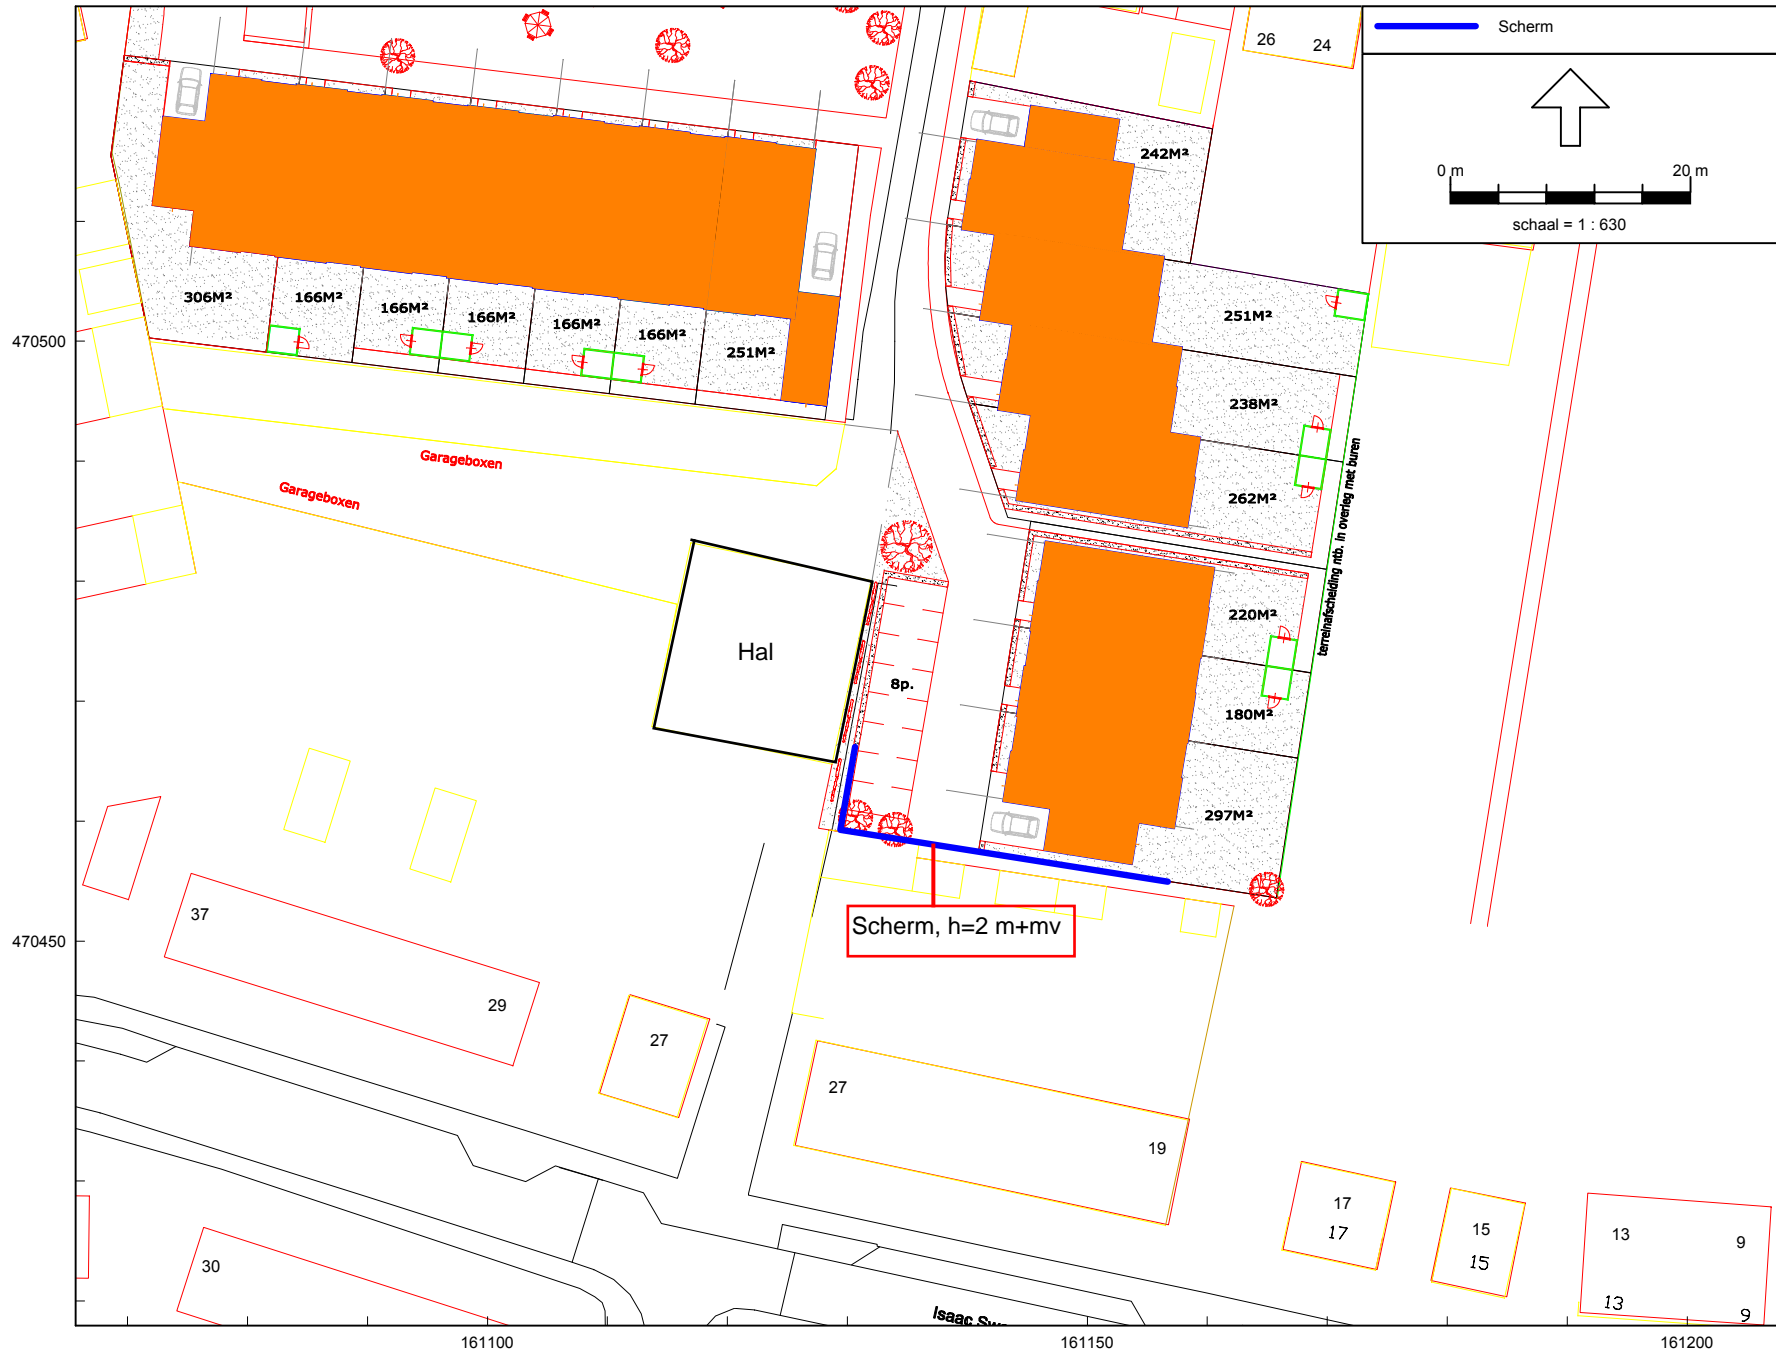 Scherm
0 m
20 m
schaal = 1 : 630
26
24
242M²
306M²
166M²
166M²
166M²
166M²
166M²
251M²
251M²
238M²
262M²
470500
Garageboxen
Garageboxen
terreinafscheiding ntb. in overleg met buren
Hal
8p.
220M²
180M²
297M²
Scherm, h=2 m+mv
470450
37
29
27
27
19
17
17
15
15
13
9
13
9
30
Isaac
161100
161150
161200